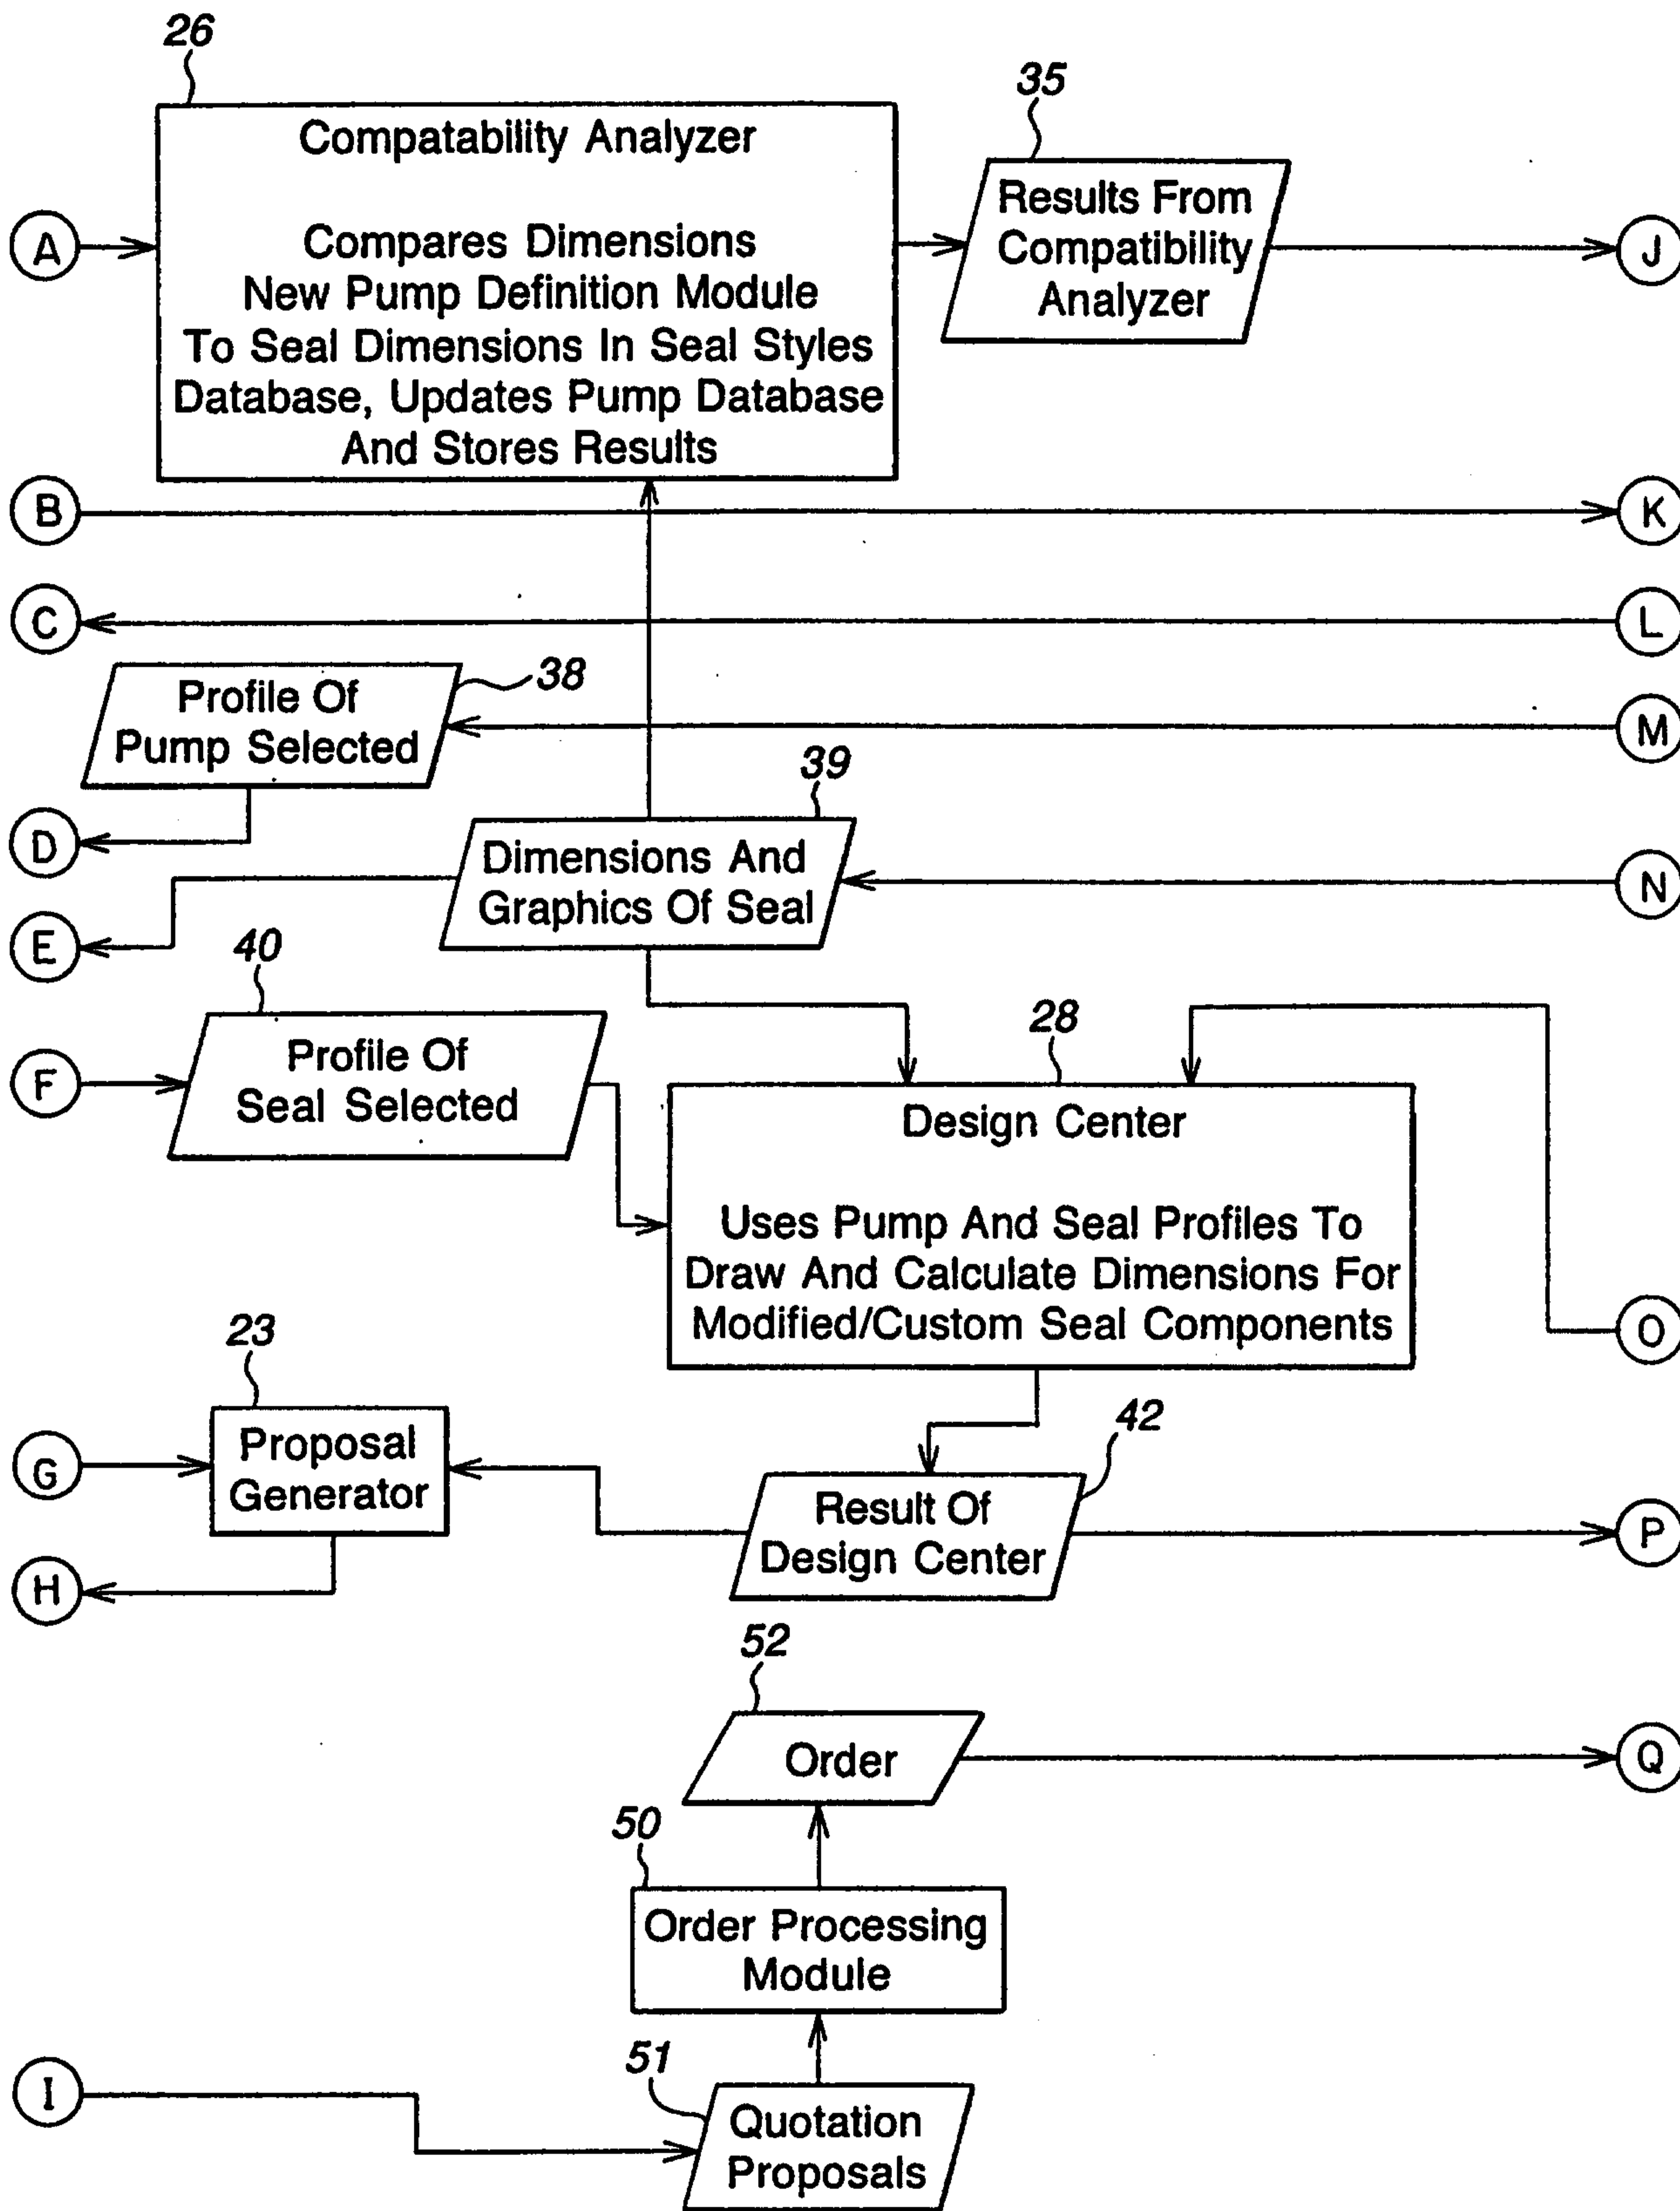 26
Compatability Analyzer
Compares Dimensions
New Pump Definition Module
To Seal Dimensions In Seal Styles
Database, Updates Pump Database
And Stores Results
35
Results From
Compatibility
Analyzer
A
J
B
K
C
L
38
Profile Of
Pump Selected
M
D
39
Dimensions And
Graphics Of Seal
N
E
40
Profile Of
Seal Selected
F
28
Design Center
Uses Pump And Seal Profiles To
Draw And Calculate Dimensions For
Modified/Custom Seal Components
O
23
Proposal
Generator
G
42
Result Of
Design Center
P
H
52
Order
Q
50
Order Processing
Module
I
51
Quotation
Proposals